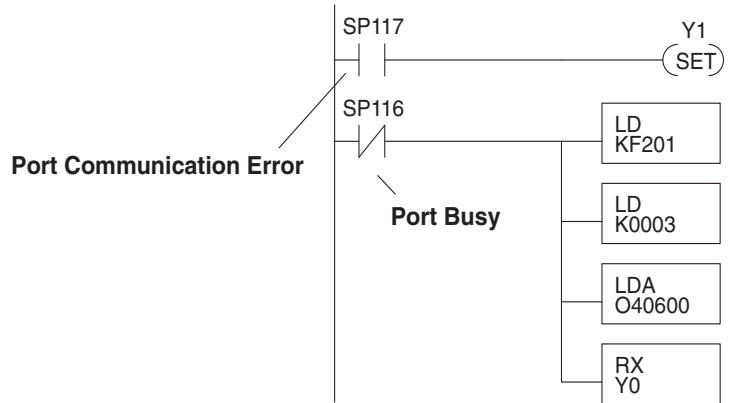 SP117
Y1
SET
SP116
LD
KF201
Port Communication Error
Port Busy
LD
K0003
LDA
O40600
RX
Y0